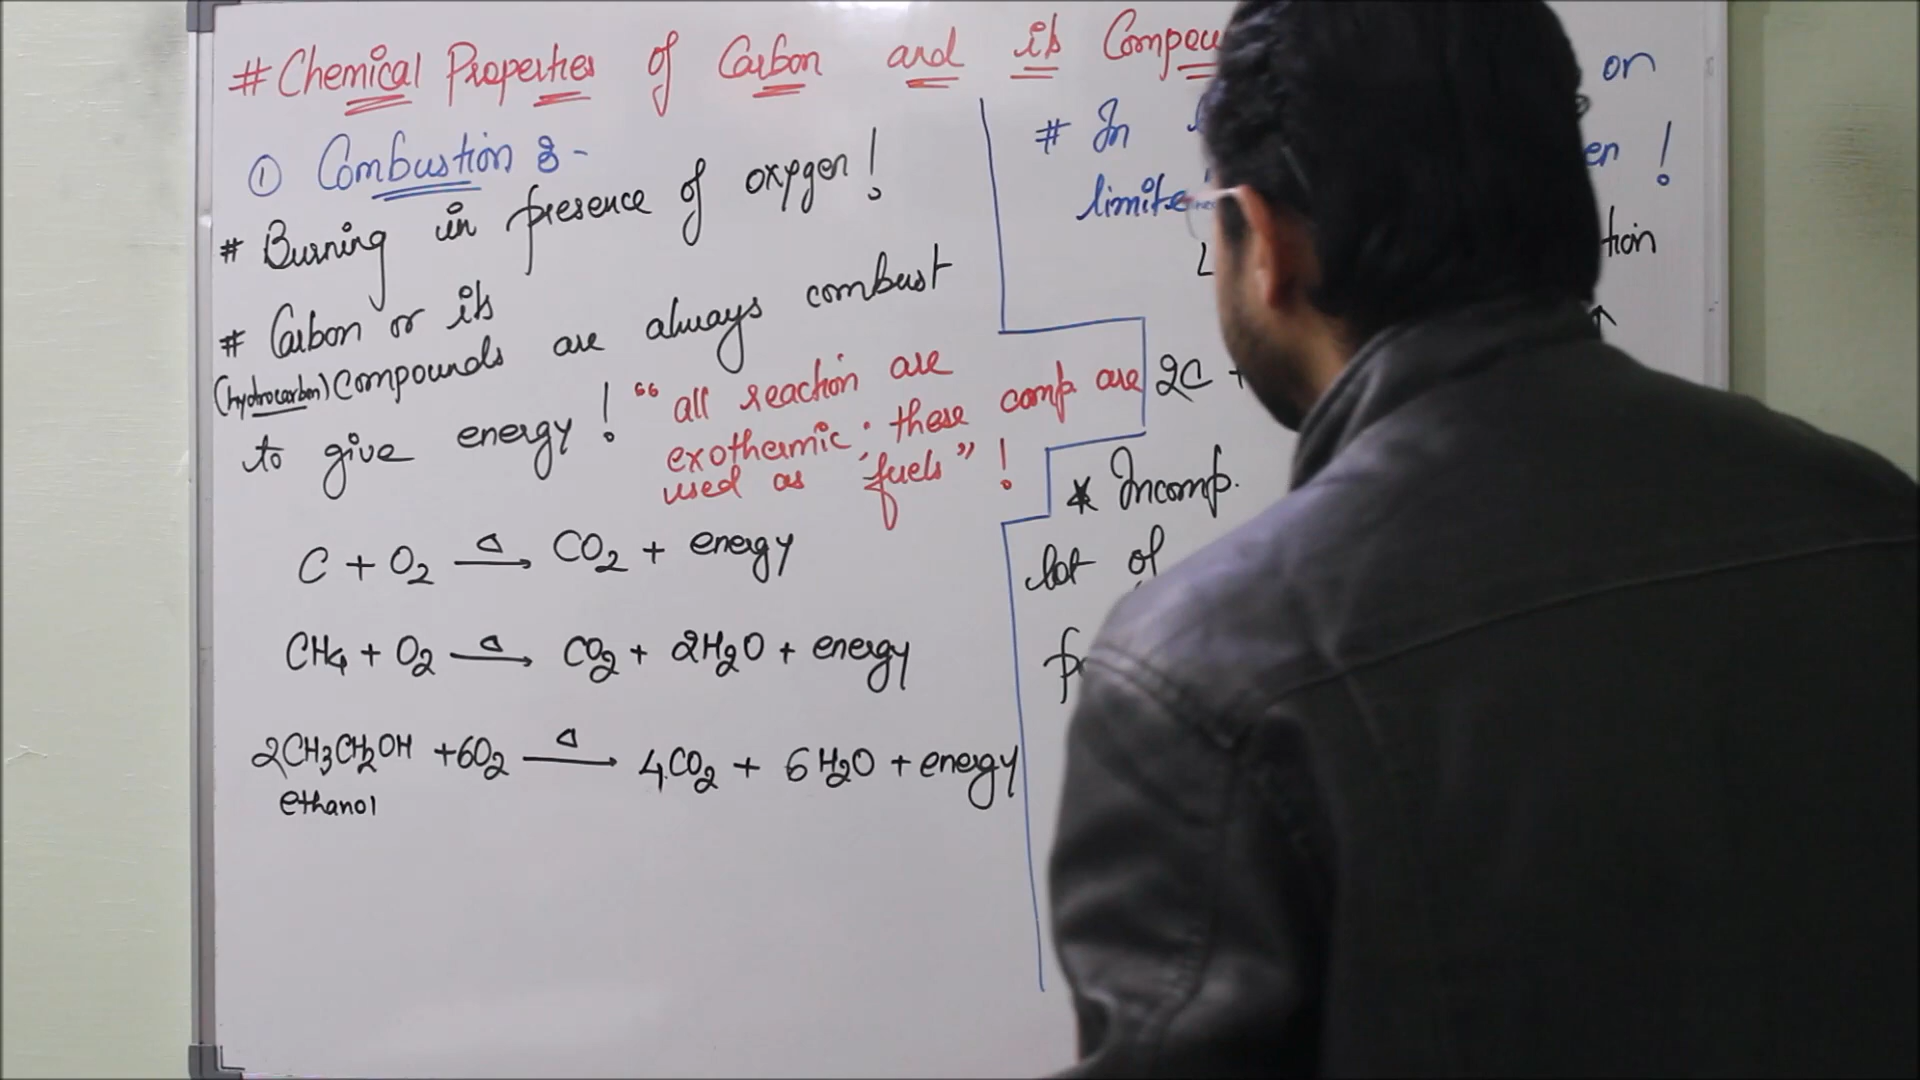 # Chemical Properties of Carbon and its
① Combustion :-
# Burning in presence of oxygen!
# Carbon or its
(hydrocarbon) Compounds are always combust
to give energy!
"all reaction are
exothermic; these comp. are
used as fuels"!
C + O₂ —Δ→ CO₂ + energy
CH₄ + O₂ —Δ→ CO₂ + 2H₂O + energy
2CH₃CH₂OH + 6O₂ —Δ→ 4CO₂ + 6H₂O + energy
ethanol
# In
on
2C +
* Incomp.
lot of